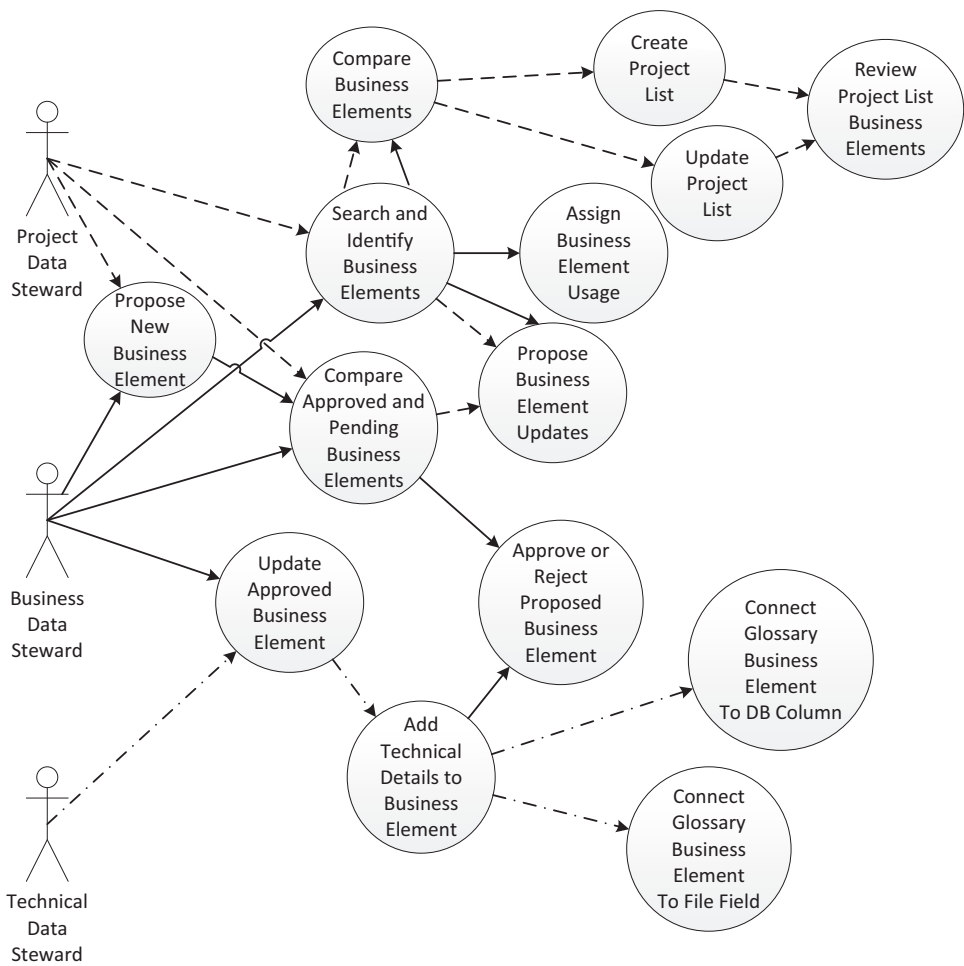 Compare
Business
Elements
Create
Project
List
Review
Project List
Business
Elements
Update
Project
List
Project
Data
Steward
Search and
Identify
Business
Elements
Assign
Business
Element
Usage
Propose
New
Business
Element
Compare
Approved and
Pending
Business
Elements
Propose
Business
Element
Updates
Business
Data
Steward
Update
Approved
Business
Element
Approve or
Reject
Proposed
Business
Element
Connect
Glossary
Business
Element
To DB Column
Add
Technical
Details to
Business
Element
Connect
Glossary
Business
Element
To File Field
Technical
Data
Steward